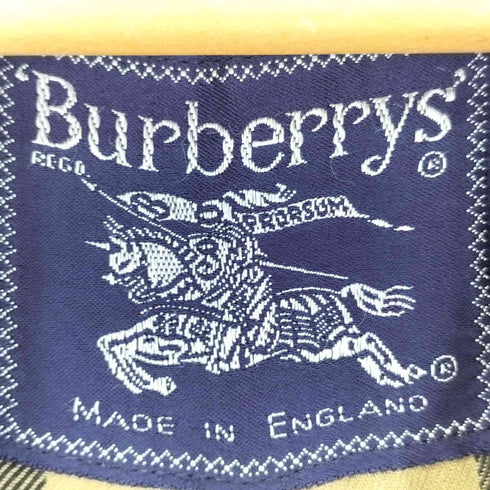 'Burberrys'
REGD ®
PRORSUM
®
MADE IN ENGLAND